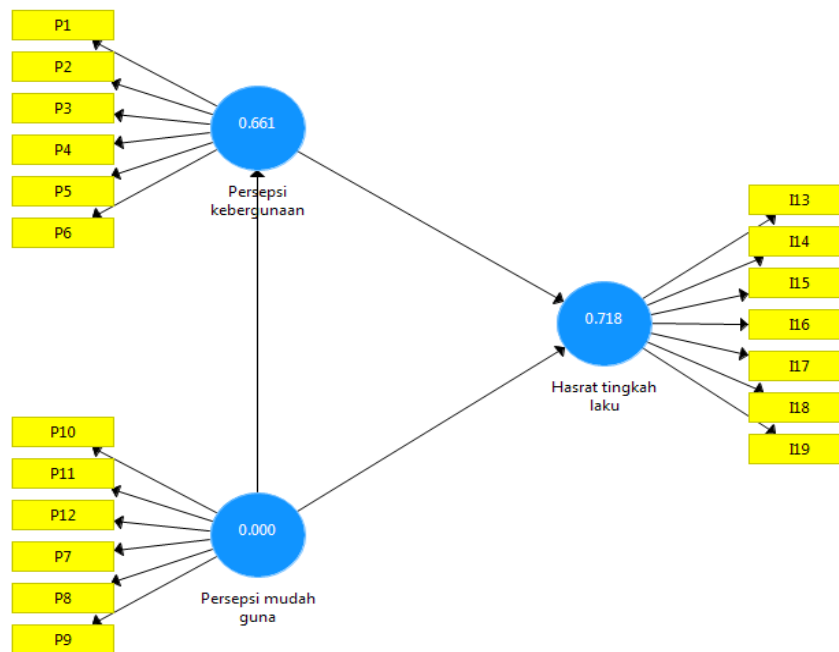 P1
P2
P3
P4
P5
P6
0.661
Persepsi
kebergunaan
I13
I14
I15
I16
I17
I18
I19
0.718
Hasrat tingkah
laku
P10
P11
P12
P7
P8
P9
0.000
Persepsi mudah
guna